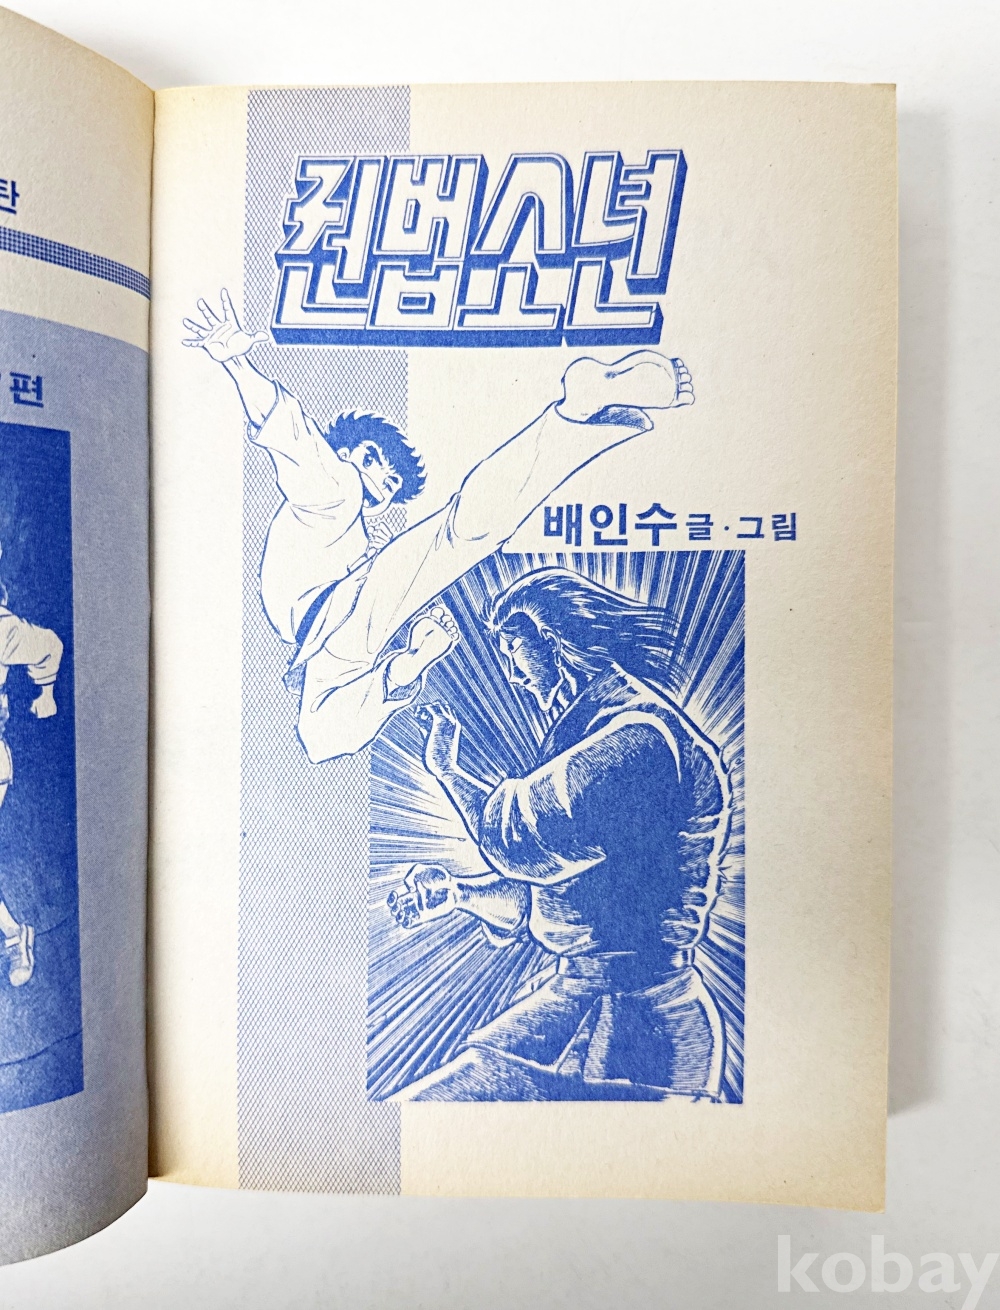 탄
편
권법소년
배인수 글·그림
kobay